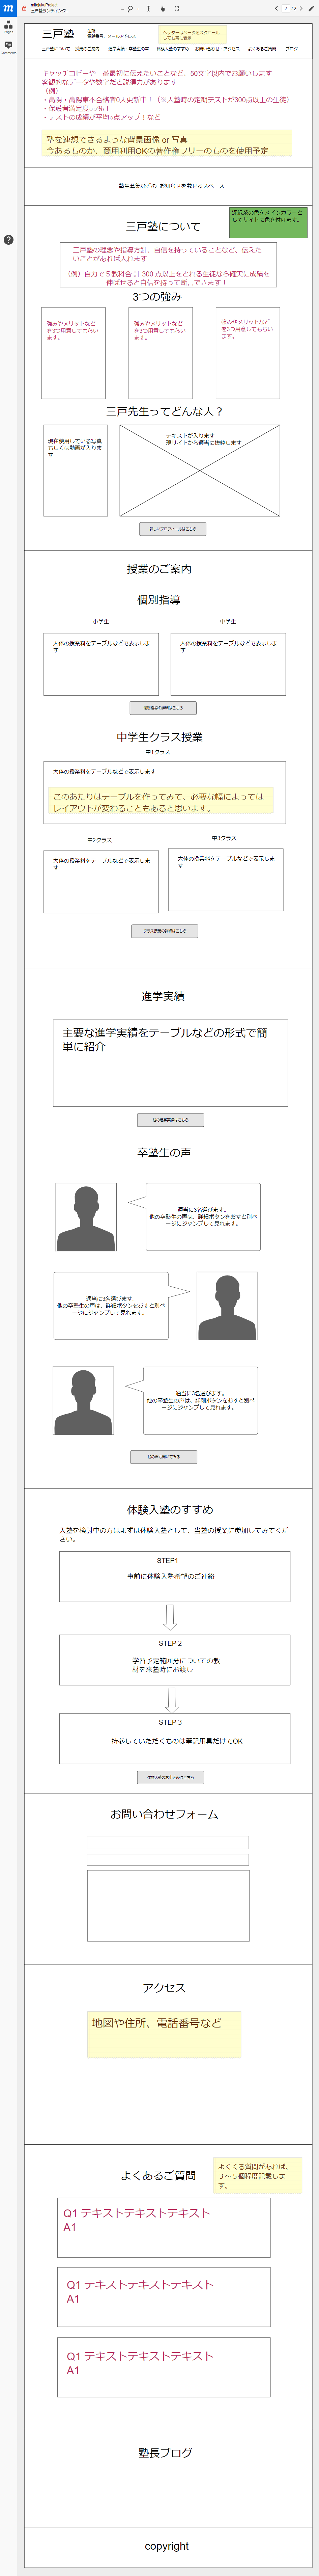 mitojukuProject
三戸塾ランディング...
2 / 2
Pages
Comments
三戸塾
住所
電話番号、メールアドレス
ヘッダーはページをスクロール
しても常に表示
三戸塾について 授業のご案内 進学実績・卒塾生の声 体験入塾のすすめ お問い合わせ・アクセス よくあるご質問 ブログ
キャッチコピーや一番最初に伝えたいことなど、50文字以内でお願いします
客観的なデータや数字だと説得力があります
（例）
・高陽・高陽東不合格者0人更新中！（※入塾時の定期テストが300点以上の生徒）
・保護者満足度○○％！
・テストの成績が平均○点アップ！など
塾を連想できるような背景画像 or 写真
今あるものか、商用利用OKの著作権フリーのものを使用予定
塾生募集などの お知らせを載せるスペース
深緑系の色をメインカラーと
してサイトに色を付けます。
三戸塾について
三戸塾の理念や指導方針、自信を持っていることなど、伝えた
いことがあれば入れます
（例）自力で５教科合計 300 点以上をとれる生徒なら確実に成績を
伸ばせると自信を持って断言できます！
3つの強み
強みやメリットなど
を3つ用意してもらい
ます。
強みやメリットなど
を3つ用意してもらい
ます。
強みやメリットなど
を3つ用意してもらい
ます。
三戸先生ってどんな人？
現在使用している写真
もしくは動画が入りま
す
テキストが入ります
現サイトから適当に抜粋します
詳しいプロフィールはこちら
授業のご案内
個別指導
小学生
中学生
大体の授業料をテーブルなどで表示しま
す
大体の授業料をテーブルなどで表示しま
す
個別指導の詳細はこちら
中学生クラス授業
中1クラス
大体の授業料をテーブルなどで表示します
このあたりはテーブルを作ってみて、必要な幅によっては
レイアウトが変わることもあると思います。
中2クラス
中3クラス
大体の授業料をテーブルなどで表示しま
す
大体の授業料をテーブルなどで表示しま
す
クラス授業の詳細はこちら
進学実績
主要な進学実績をテーブルなどの形式で簡
単に紹介
他の進学実績はこちら
卒塾生の声
適当に3名選びます。
他の卒塾生の声は、詳細ボタンをおすと別ペ
ージにジャンプして見れます。
適当に3名選びます。
他の卒塾生の声は、詳細ボタンをおすと別ペ
ージにジャンプして見れます。
適当に3名選びます。
他の卒塾生の声は、詳細ボタンをおすと別ペ
ージにジャンプして見れます。
他の声も聞いてみる
体験入塾のすすめ
入塾を検討中の方はまずは体験入塾として、当塾の授業に参加してみてくだ
さい。
STEP1
事前に体験入塾希望のご連絡
STEP 2
学習予定範囲分についての教
材を来塾時にお渡し
STEP 3
持参していただくものは筆記用具だけでOK
体験入塾のお申込みはこちら
お問い合わせフォーム
アクセス
地図や住所、電話番号など
よくあるご質問
よくくる質問があれば、
３〜５個程度記載しま
す。
Q1 テキストテキストテキスト
A1
Q1 テキストテキストテキスト
A1
Q1 テキストテキストテキスト
A1
塾長ブログ
copyright